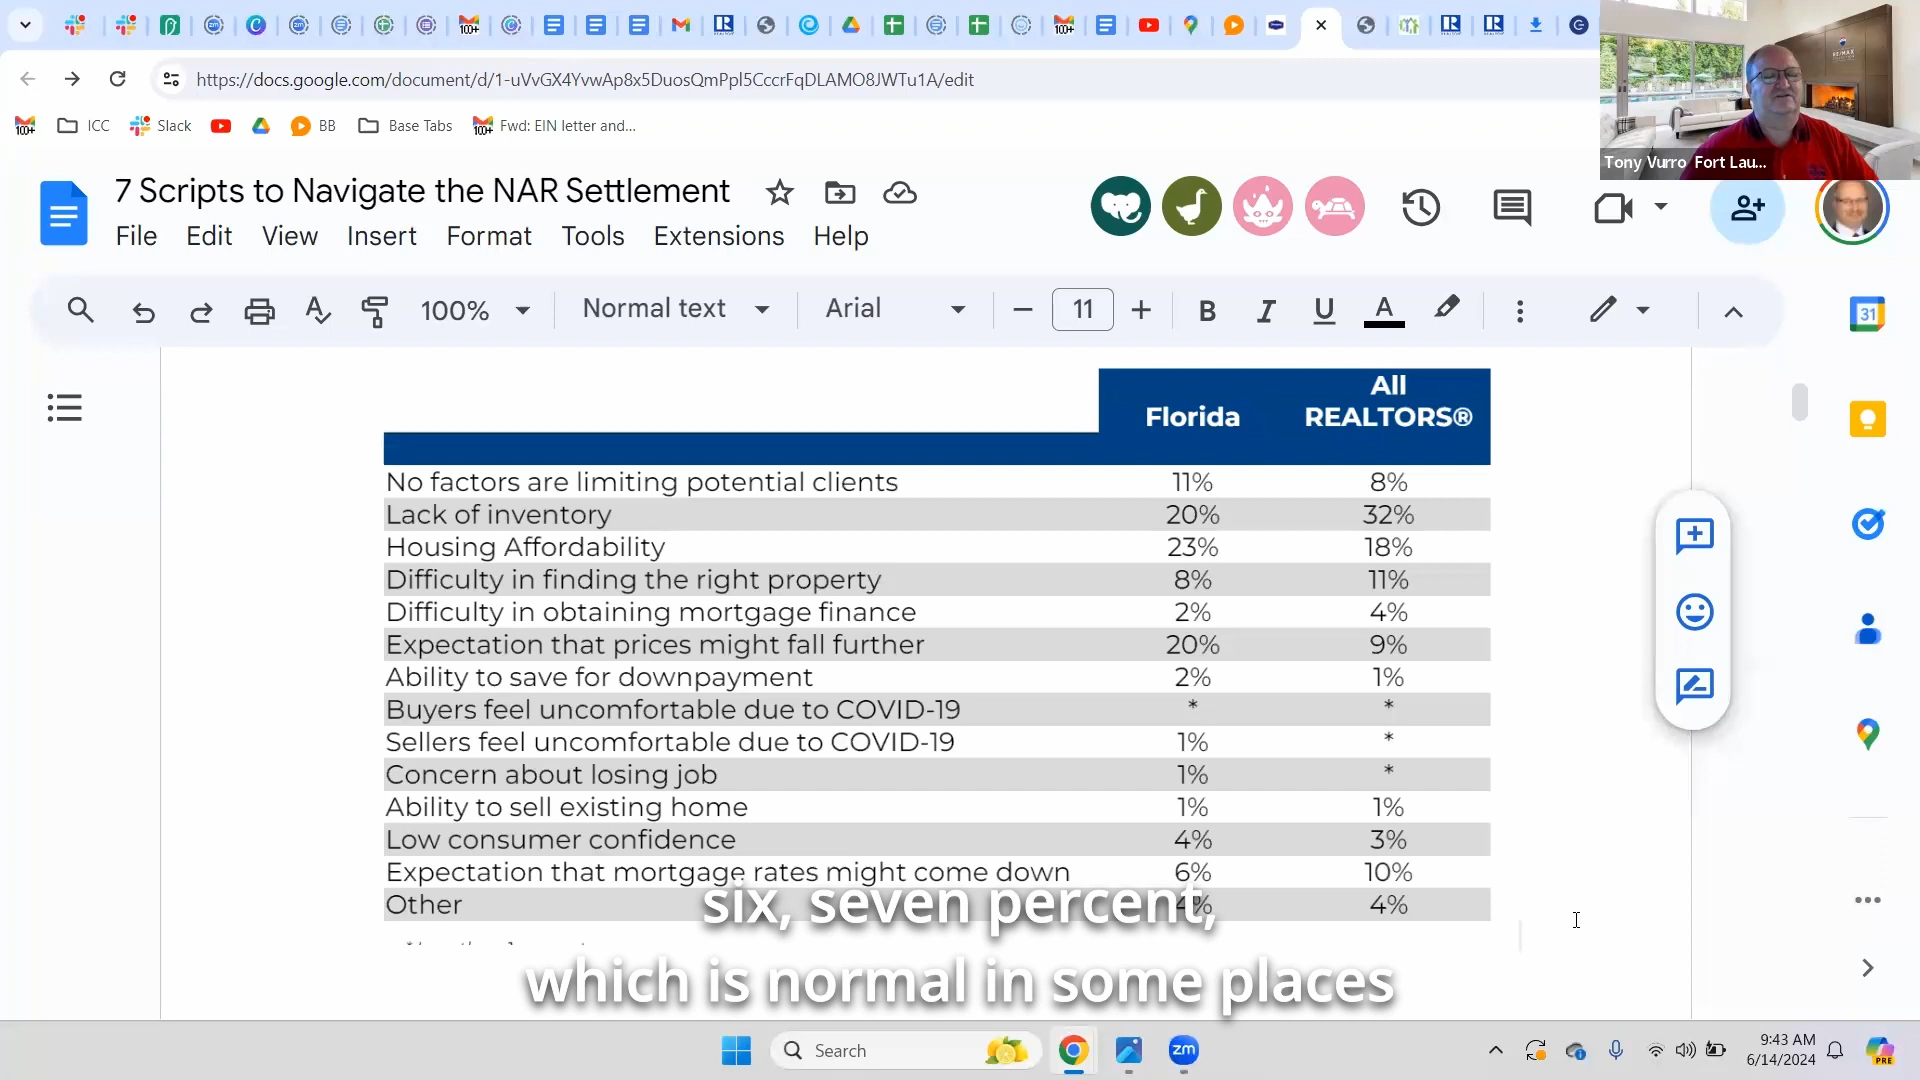 https://docs.google.com/document/d/1-uVvGX4YvwAp8x5DuosQmPpl5CccrFqDLAMO8JWTu1A/edit
ICC Slack BB Base Tabs Fwd: EIN letter and...
Tony Vurro Fort Lau...
7 Scripts to Navigate the NAR Settlement
File Edit View Insert Format Tools Extensions Help
100% Normal text Arial 11 B I U A
31
Florida All REALTORS®
No factors are limiting potential clients 11% 8%
Lack of inventory 20% 32%
Housing Affordability 23% 18%
Difficulty in finding the right property 8% 11%
Difficulty in obtaining mortgage finance 2% 4%
Expectation that prices might fall further 20% 9%
Ability to save for downpayment 2% 1%
Buyers feel uncomfortable due to COVID-19 * *
Sellers feel uncomfortable due to COVID-19 1% *
Concern about losing job 1% *
Ability to sell existing home 1% 1%
Low consumer confidence 4% 3%
Expectation that mortgage rates might come down 6% 10%
Other 4% 4%
six, seven percent,
which is normal in some places
Search zm
9:43 AM
6/14/2024
PRE